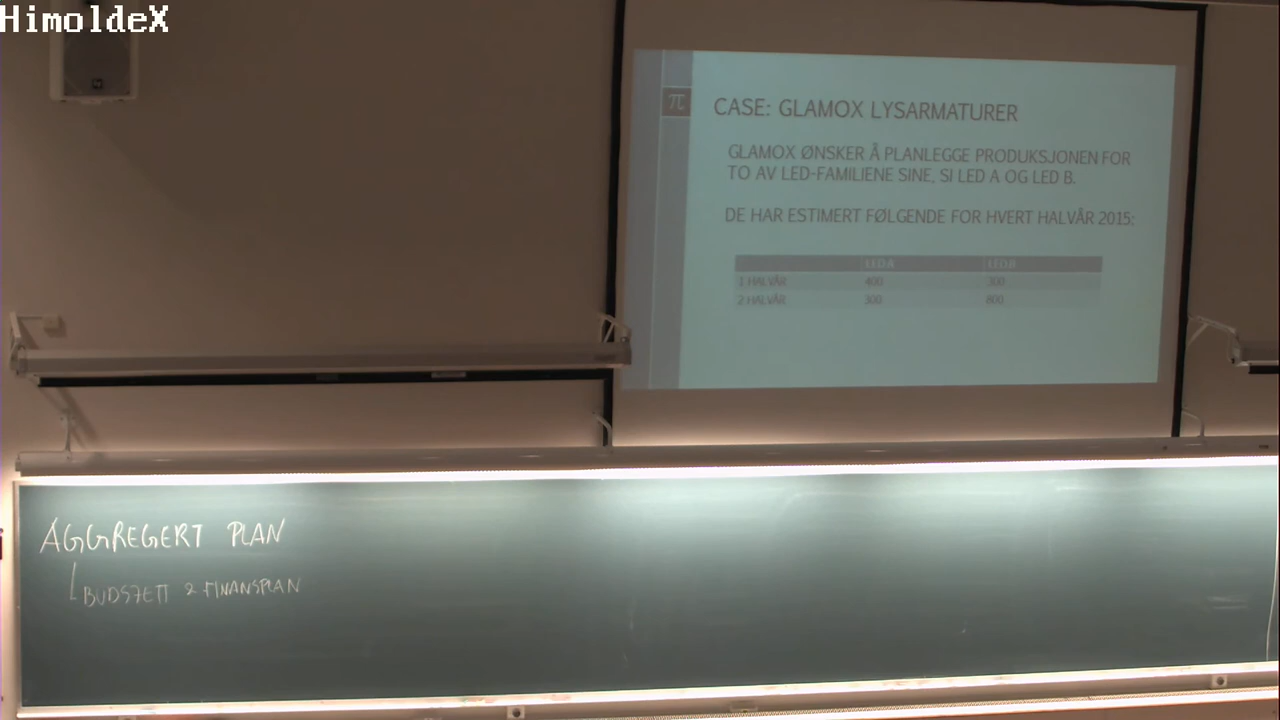 HimoldeX
π
CASE: GLAMOX LYSARMATURER
GLAMOX ØNSKER Å PLANLEGGE PRODUKSJONEN FOR
TO AV LED-FAMILIENE SINE, SI LED A OG LED B.
DE HAR ESTIMERT FØLGENDE FOR HVERT HALVÅR 2015:
LED A LED B
1 HALVÅR 400 300
2 HALVÅR 300 800
AGGREGERT PLAN
BUDSJETT & FINANSPLAN